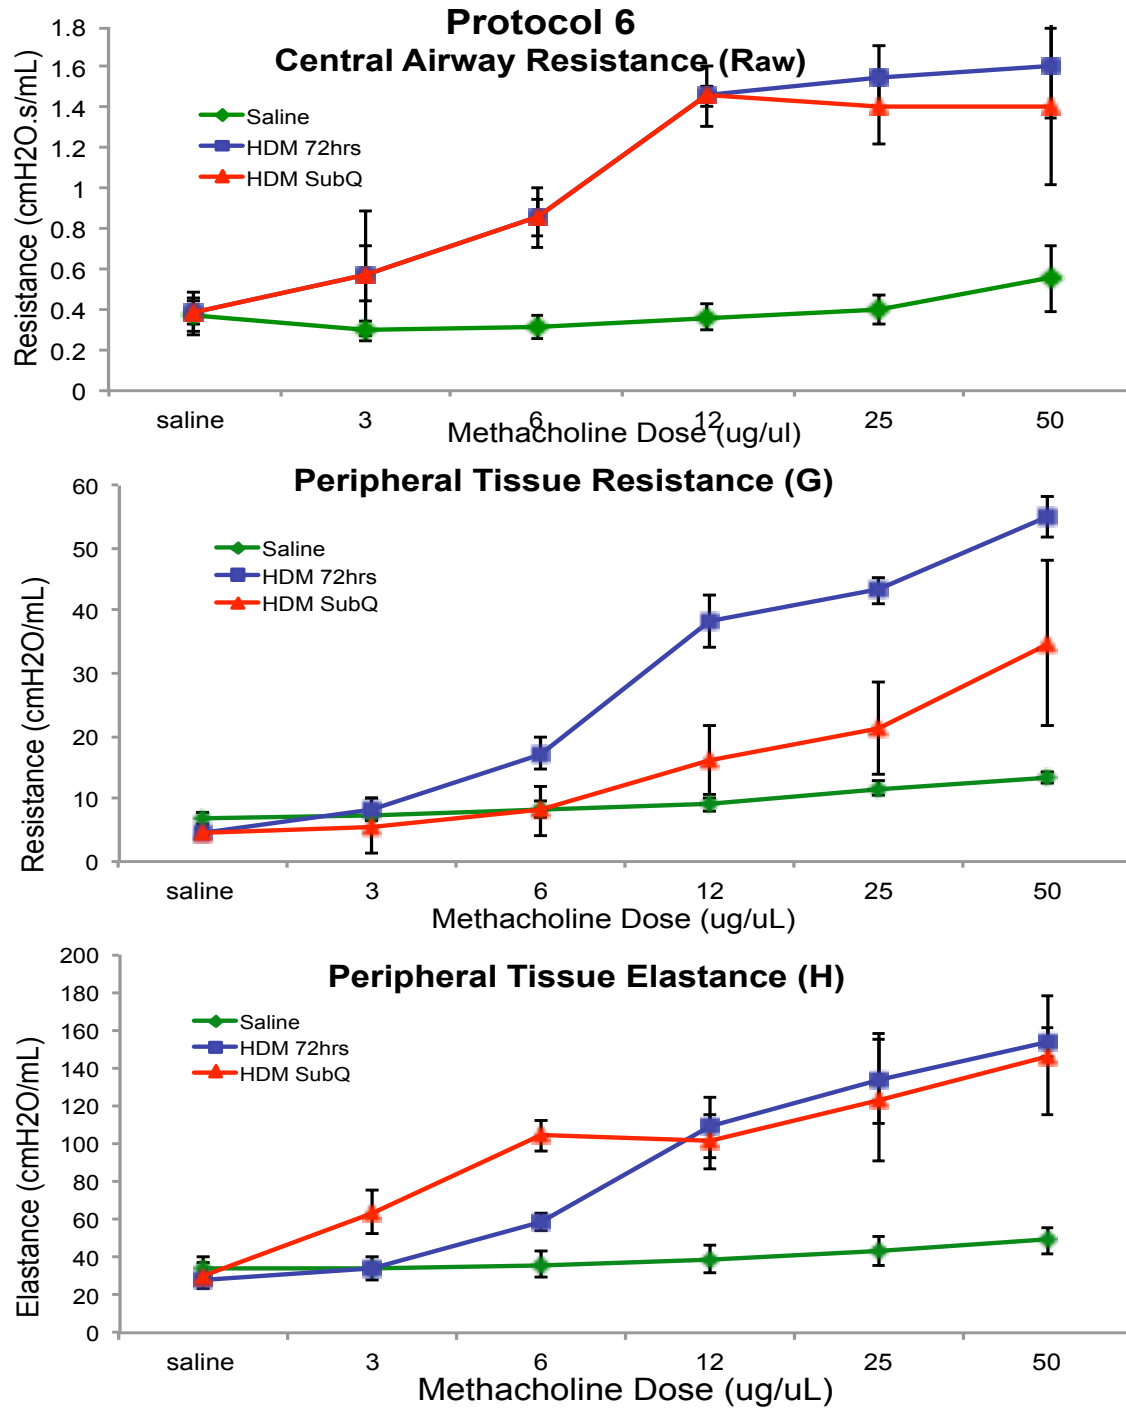 Protocol 6
Central Airway Resistance (Raw)
Resistance (cmH2O.s/mL)
1.8
1.6
1.4
1.2
1
0.8
0.6
0.4
0.2
0
Saline
HDM 72hrs
HDM SubQ
saline 3 6 12 25 50
Methacholine Dose (ug/ul)
Peripheral Tissue Resistance (G)
Resistance (cmH2O/mL)
60
50
40
30
20
10
0
Saline
HDM 72hrs
HDM SubQ
saline 3 6 12 25 50
Methacholine Dose (ug/uL)
Peripheral Tissue Elastance (H)
Elastance (cmH2O/mL)
200
180
160
140
120
100
80
60
40
20
0
Saline
HDM 72hrs
HDM SubQ
saline 3 6 12 25 50
Methacholine Dose (ug/uL)